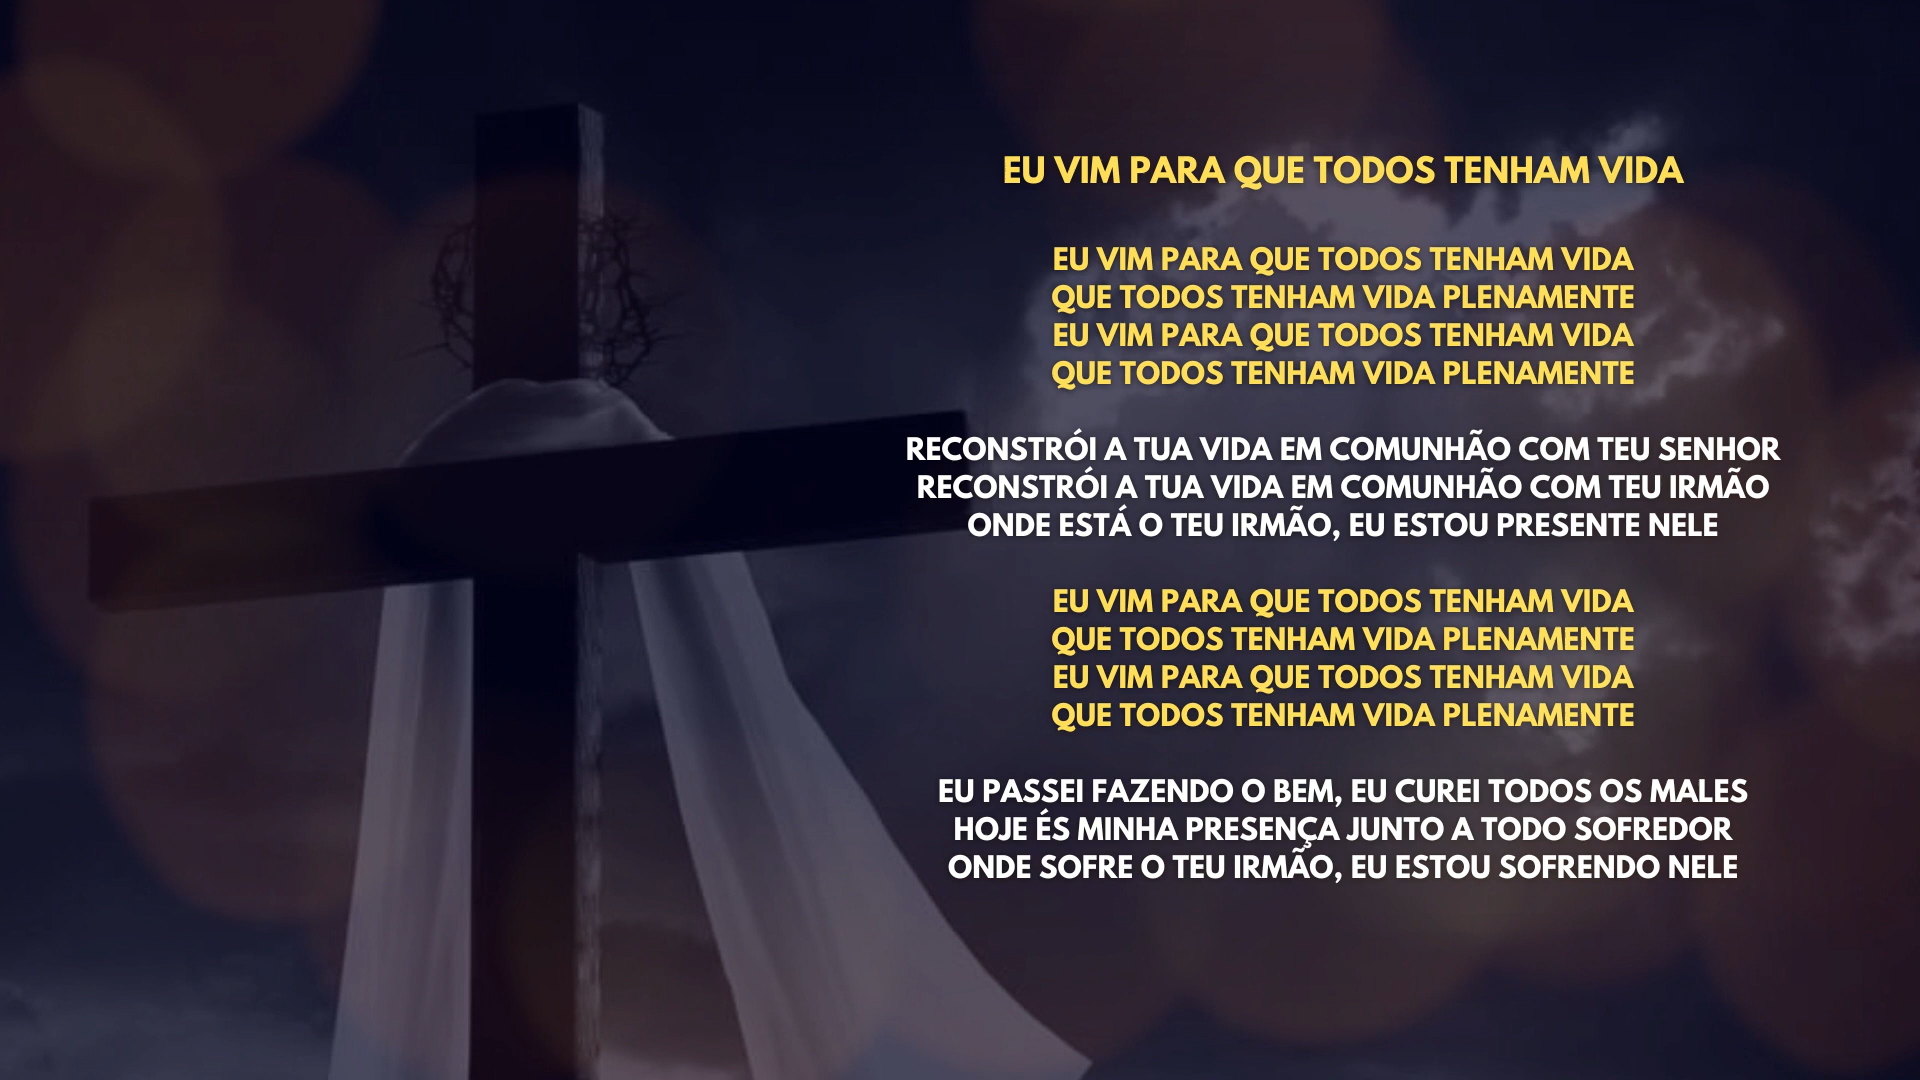 EU VIM PARA QUE TODOS TENHAM VIDA
EU VIM PARA QUE TODOS TENHAM VIDA
QUE TODOS TENHAM VIDA PLENAMENTE
EU VIM PARA QUE TODOS TENHAM VIDA
QUE TODOS TENHAM VIDA PLENAMENTE
RECONSTRÓI A TUA VIDA EM COMUNHÃO COM TEU SENHOR
RECONSTRÓI A TUA VIDA EM COMUNHÃO COM TEU IRMÃO
ONDE ESTÁ O TEU IRMÃO, EU ESTOU PRESENTE NELE
EU VIM PARA QUE TODOS TENHAM VIDA
QUE TODOS TENHAM VIDA PLENAMENTE
EU VIM PARA QUE TODOS TENHAM VIDA
QUE TODOS TENHAM VIDA PLENAMENTE
EU PASSEI FAZENDO O BEM, EU CUREI TODOS OS MALES
HOJE ÉS MINHA PRESENÇA JUNTO A TODO SOFREDOR
ONDE SOFRE O TEU IRMÃO, EU ESTOU SOFRENDO NELE